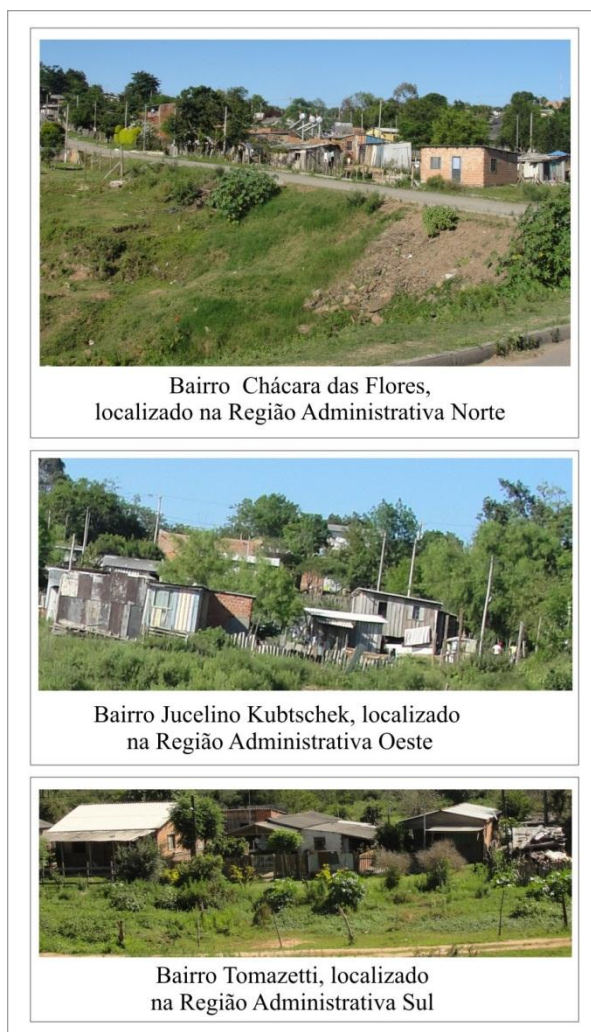 Bairro Chácara das Flores,
localizado na Região Administrativa Norte
Bairro Jucelino Kubtschek, localizado
na Região Administrativa Oeste
Bairro Tomazetti, localizado
na Região Administrativa Sul